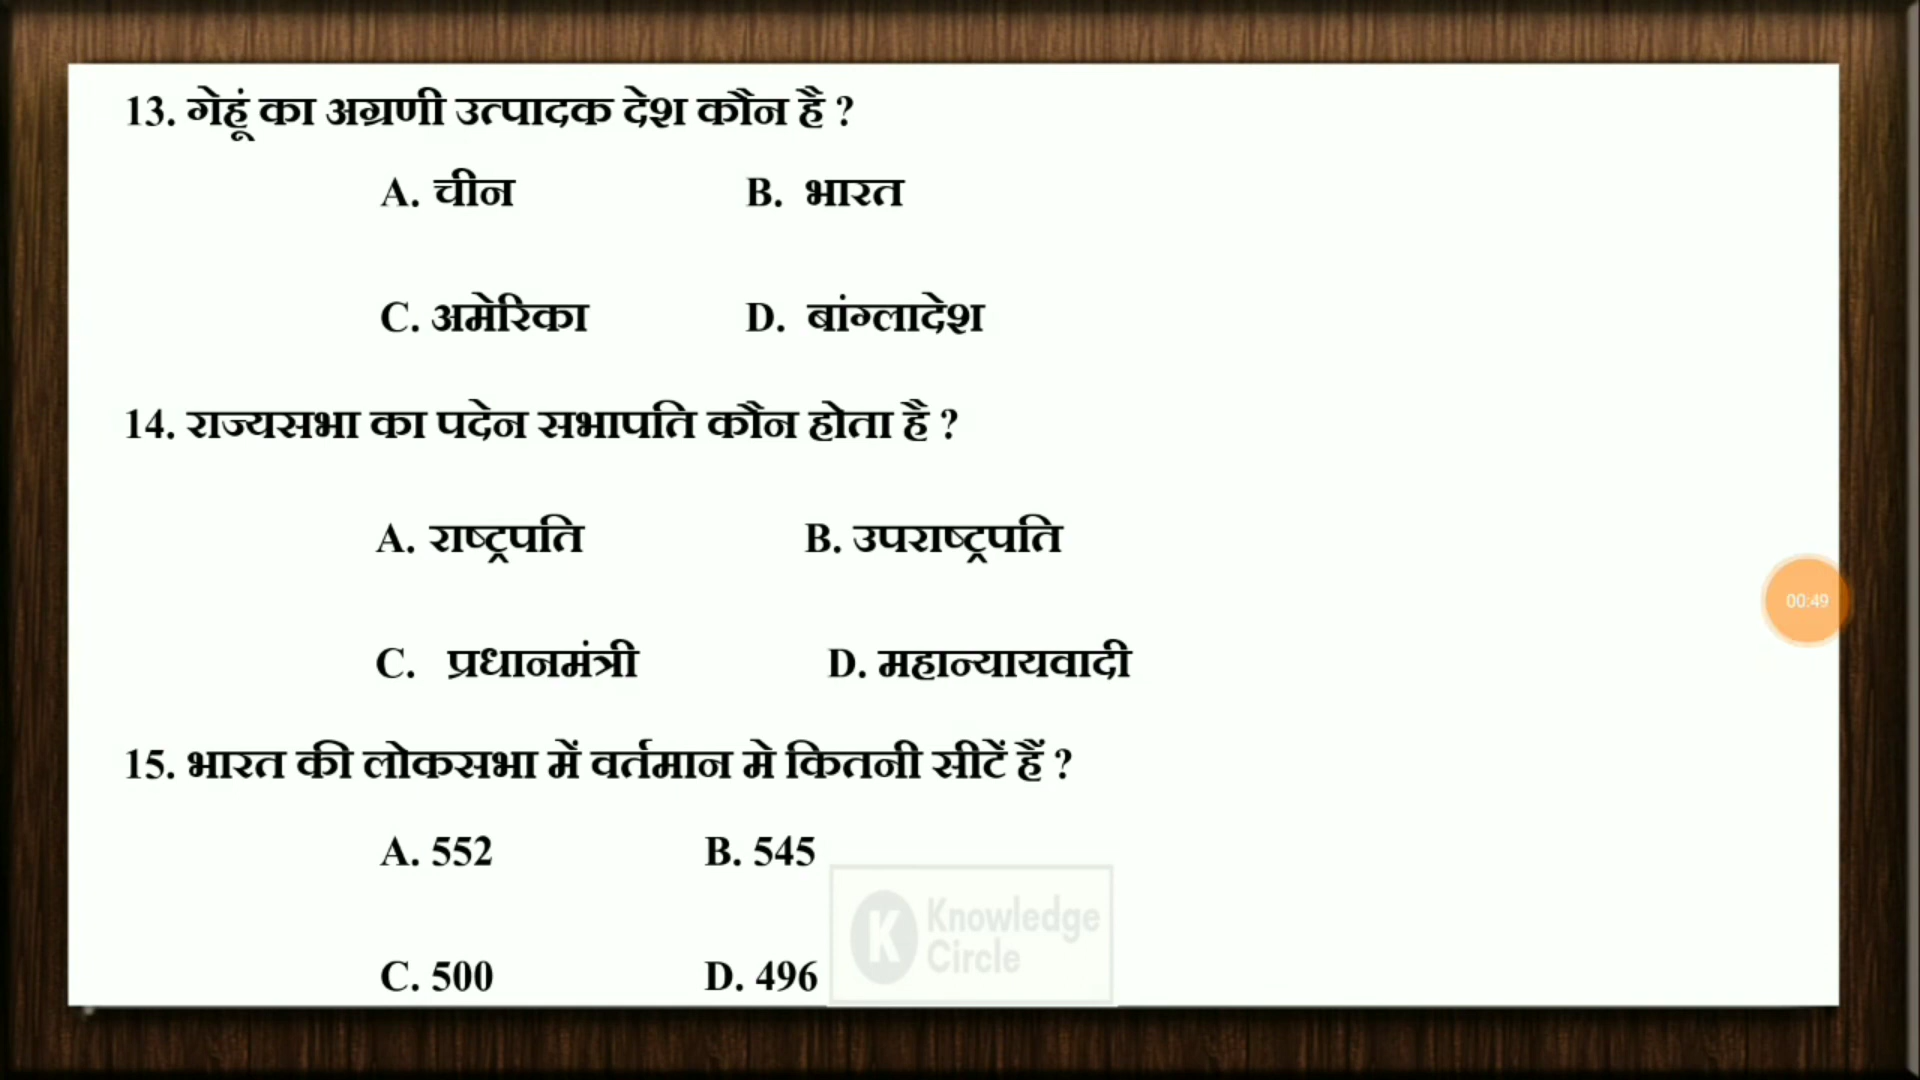 13. गेहूं का अग्रणी उत्पादक देश कौन है ?
A. चीन B. भारत
C. अमेरिका D. बांग्लादेश
14. राज्यसभा का पदेन सभापति कौन होता है ?
A. राष्ट्रपति B. उपराष्ट्रपति
C. प्रधानमंत्री D. महान्यायवादी
00:49
15. भारत की लोकसभा में वर्तमान मे कितनी सीटें हैं ?
A. 552 B. 545
C. 500 D. 496
K Knowledge
Circle